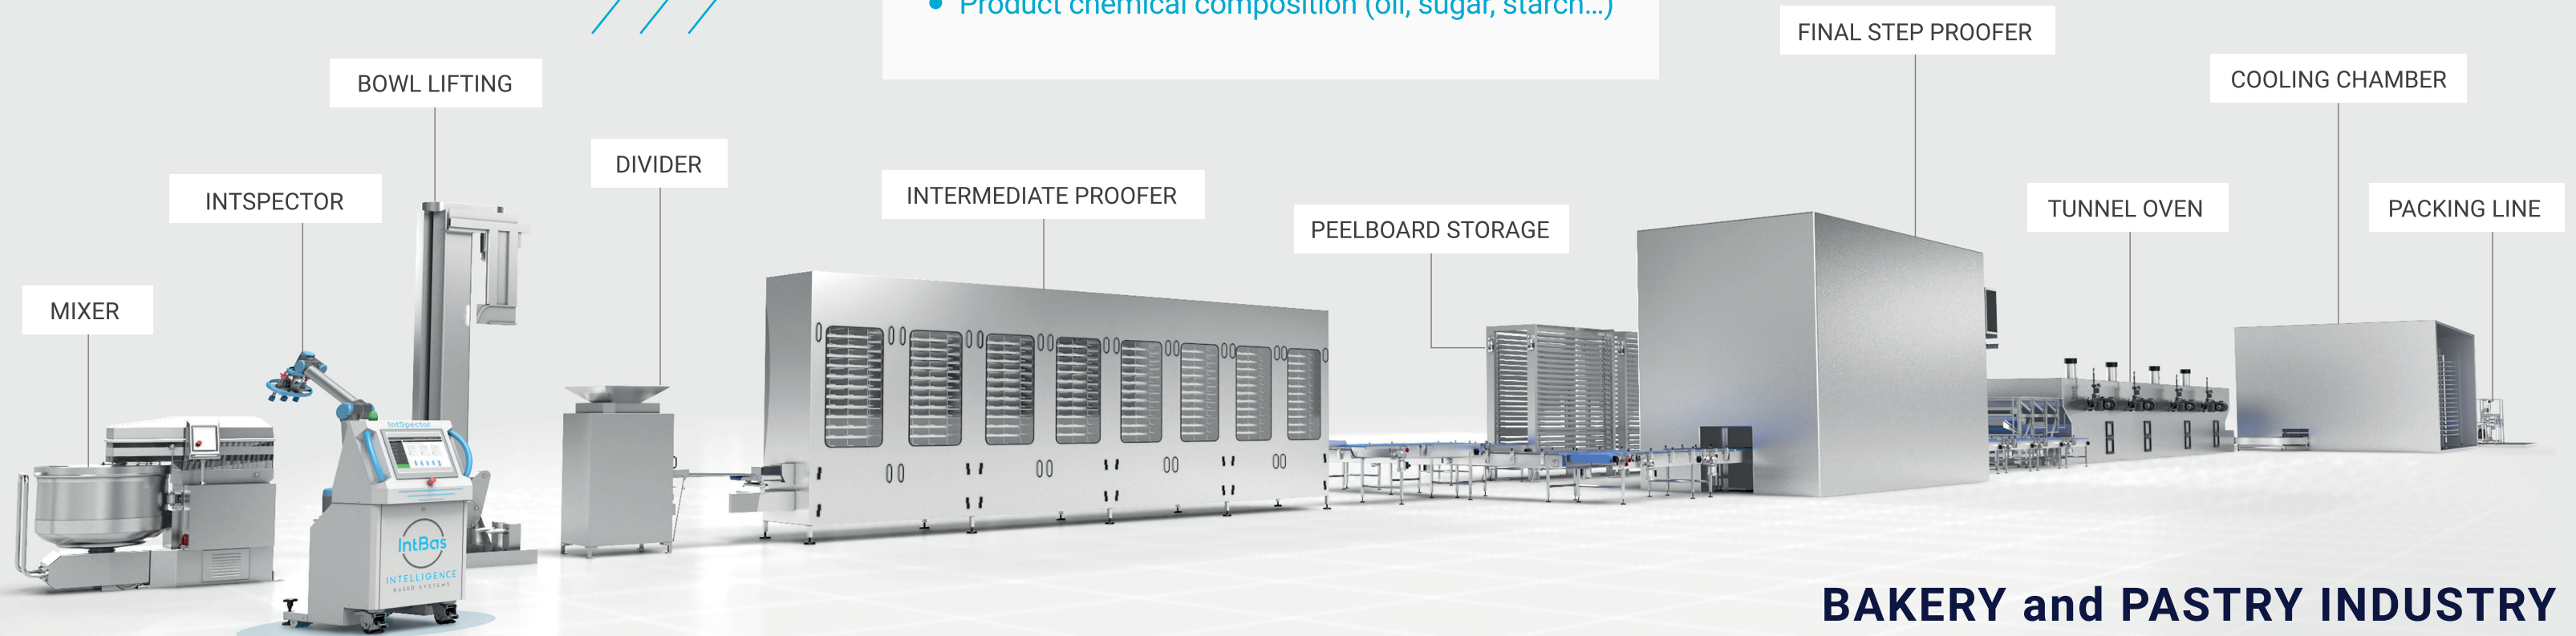 Product chemical composition (oil, sugar, starch...)
FINAL STEP PROOFER
BOWL LIFTING
COOLING CHAMBER
DIVIDER
INTSPECTOR
INTERMEDIATE PROOFER
PEELBOARD STORAGE
TUNNEL OVEN
PACKING LINE
MIXER
IntSpector
IntBas
INTELLIGENCE
BASED SYSTEMS
BAKERY and PASTRY INDUSTRY